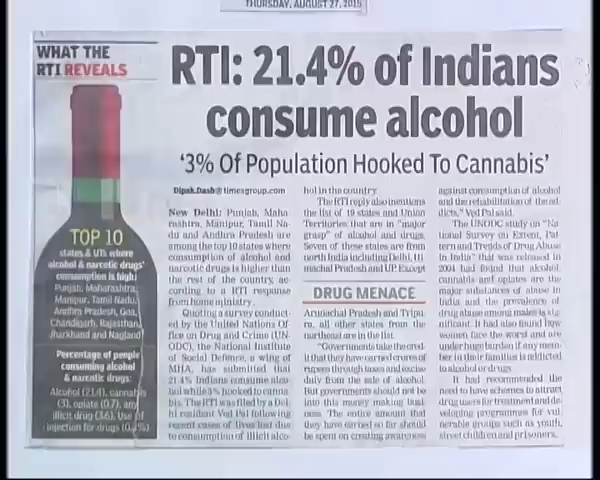 THURSDAY, AUGUST 27, 2015
WHAT THE
RTI REVEALS
RTI: 21.4% of Indians
consume alcohol
‘3% Of Population Hooked To Cannabis’
TOP 10
states & UTs where
alcohol & narcotic drugs'
consumption is high:
Punjab, Maharashtra,
Manipur, Tamil Nadu,
Andhra Pradesh, Goa,
Chandigarh, Rajasthan,
Jharkhand and Nagland
Percentage of people
consuming alcohol
& narcotic drugs:
Alcohol (21.4), cannabis
(3), opiate (0.7), any
illicit drug (3.6), Use of
injection for drugs (0.1%)
Dipak.Dash@timesgroup.com
New Delhi: Punjab, Maha-
rashtra, Manipur, Tamil Na-
du and Andhra Pradesh are
among the top 10 states where
consumption of alcohol and
narcotic drugs is higher than
the rest of the country, ac-
cording to a RTI response
from home ministry.
Quoting a survey conduct-
ed by the United Nations Of
fice on Drug and Crime (UN-
ODC), the National Institute
of Social Defence, a wing of
MHA, has submitted that
21.4% Indians consume alco-
hol while 3% hooked to canna-
bis. The RTI was filed by a Del-
hi resident Ved Pal following
recent cases of lives lost due
to consumption of illicit alco-
hol in the country.
The RTI reply also mentions
the list of 19 states and Union
Territories that are in "major
grasp" of alcohol and drugs.
Seven of these states are from
north India including Delhi, Hi
machal Pradesh and UP. Except
DRUG MENACE
Arunachal Pradesh and Tripu-
ra, all other states from the
northeast are in the list.
"Governments take the cred-
it that they have earned crores of
rupees through taxes and excise
duty from the sale of alcohol.
But governments should not be
into this money making busi-
ness. The entire amount that
they have earned so far should
be spent on creating awareness
against consumption of alcohol
and the rehabilitation of the ad-
dicts," Ved Pal said.
The UNODC study on "Na-
tional Survey on Extent, Pat-
tern and Trends of Drug Abuse
in India" that was released in
2004 had found that alcohol,
cannabis and opiates are the
major substances of abuse in
India and the prevalence of
drug abuse among males is sig-
nificant. It had also found how
women face the worst and are
under huge burden if any mem-
ber in their families is addicted
to alcohol or drugs.
It had recommended the
govt to have schemes to attract
drug users for treatment and de-
veloping programmes for vul-
nerable groups such as youth,
street children and prisoners.